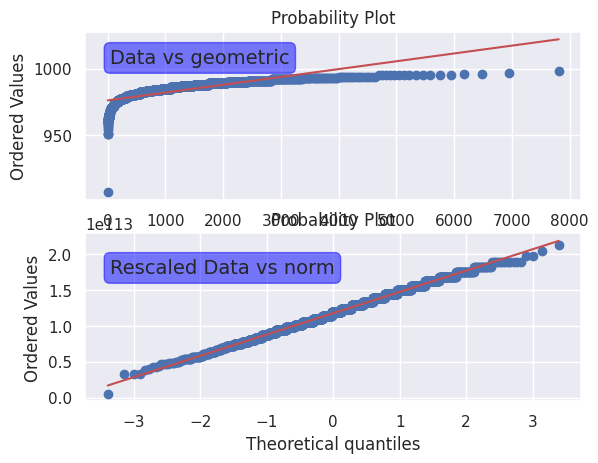 Probability Plot
Data vs geometric
Ordered Values
1000
950
0 1000 2000 3000 4000 5000 6000 7000 8000
1e113
Probability Plot
Rescaled Data vs norm
Ordered Values
2.0
1.5
1.0
0.5
0.0
−3 −2 −1 0 1 2 3
Theoretical quantiles